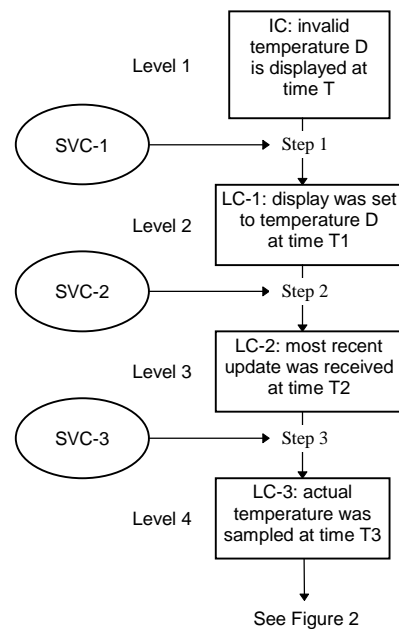 IC: invalid
temperature D
is displayed at
time T
Level 1
SVC-1
Step 1
LC-1: display was set
to temperature D
at time T1
Level 2
SVC-2
Step 2
LC-2: most recent
update was received
at time T2
Level 3
SVC-3
Step 3
LC-3: actual
temperature was
sampled at time T3
Level 4
See Figure 2